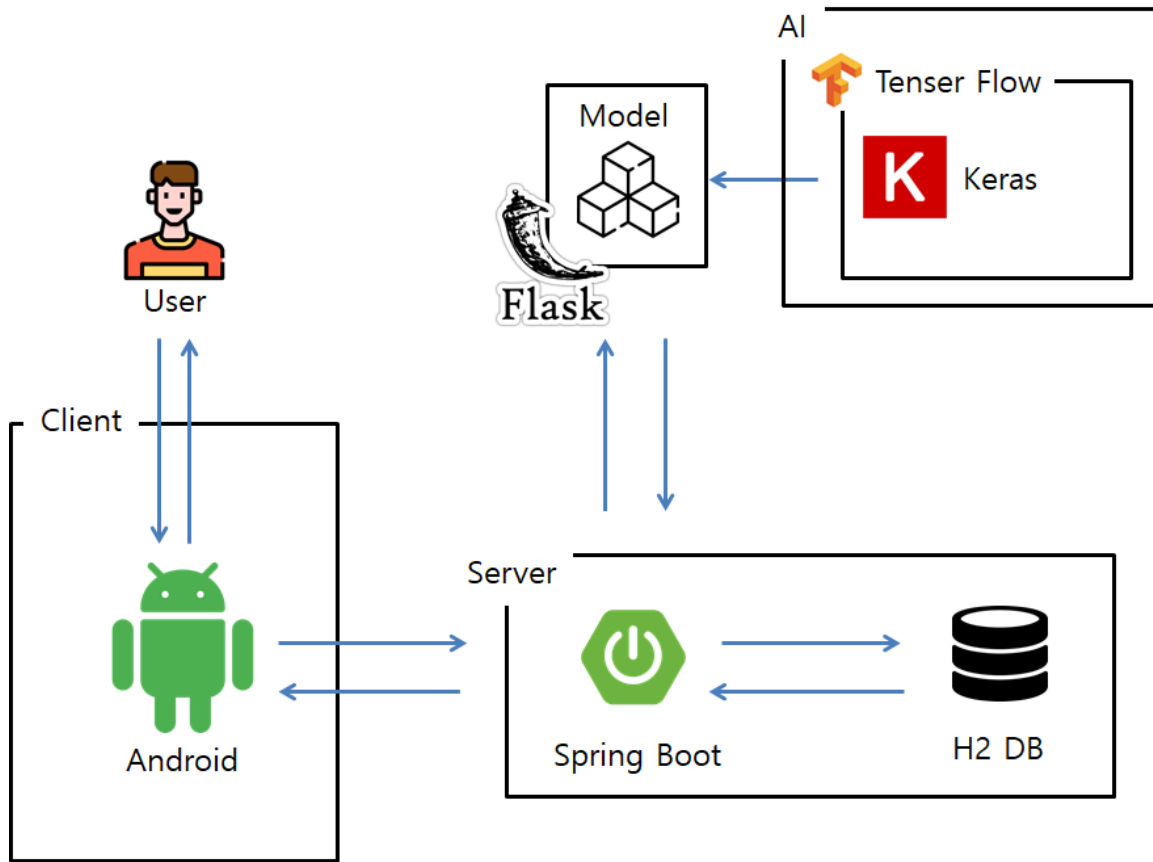 AI
Tenser Flow
K
Keras
Model
Flask
User
Client
Android
Server
Spring Boot
H2 DB